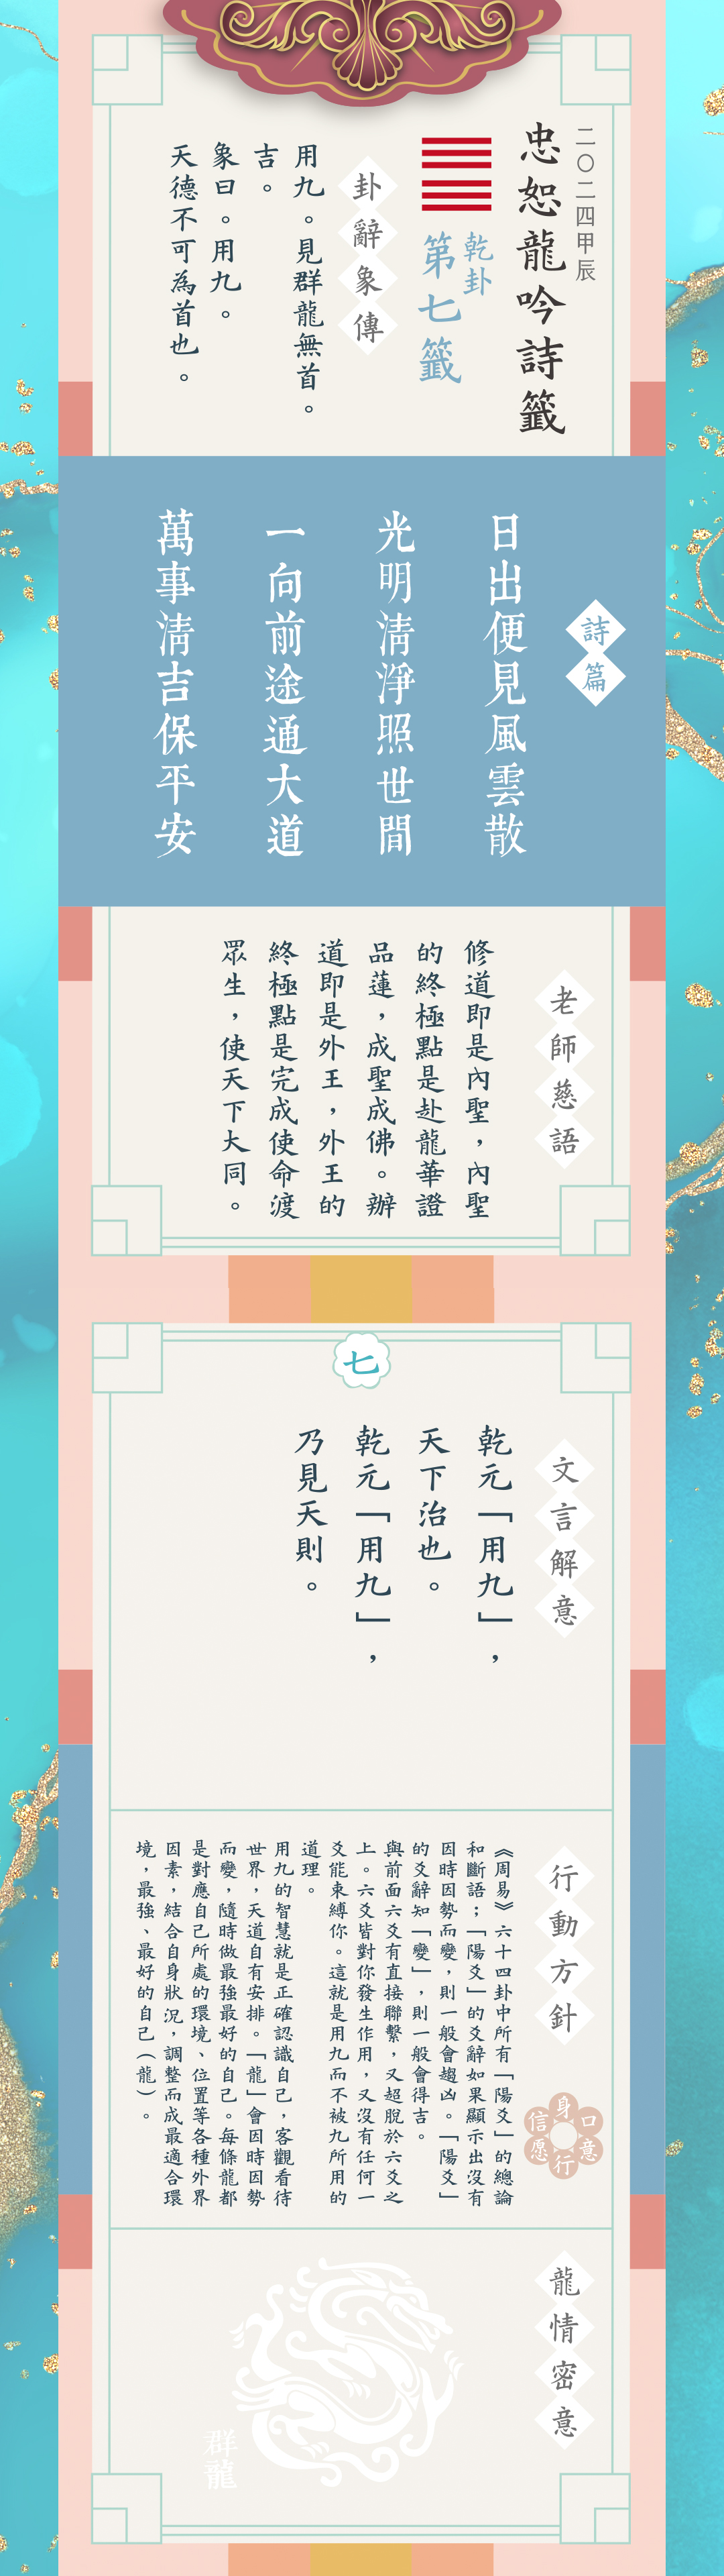 二〇二四甲辰
忠恕龍吟詩籤
乾卦
第七籤
卦辭象傳
用九。見群龍無首。
吉。
象曰。用九。
天德不可為首也。
詩篇
日出便見風雲散
光明清淨照世間
一向前途通大道
萬事清吉保平安
老師慈語
修道即是內聖，內聖
的終極點是赴龍華證
品蓮，成聖成佛。辦
道即是外王，外王的
終極點是完成使命渡
眾生，使天下大同。
七
文言解意
乾元「用九」，
天下治也。
乾元「用九」，
乃見天則。
行動方針
身口意行愿信
《周易》六十四卦中所有「陽爻」的總論
和斷語；「陽爻」的爻辭如果顯示出沒有
因時因勢而變，則一般會趨凶。「陽爻」
的爻辭知「變」，則一般會得吉。
與前面六爻有直接聯繫，又超脫於六爻之
上。六爻皆對你發生作用，又沒有任何一
爻能束縛你。這就是用九而不被九所用的
道理。
用九的智慧就是正確認識自己，客觀看待
世界，天道自有安排。「龍」會因時因勢
而變，隨時做最強最好的自己。每條龍都
是對應自己所處的環境、位置等各種外界
因素，結合自身狀況，調整而成最適合環
境，最強、最好的自己（龍）。
龍情密意
群龍